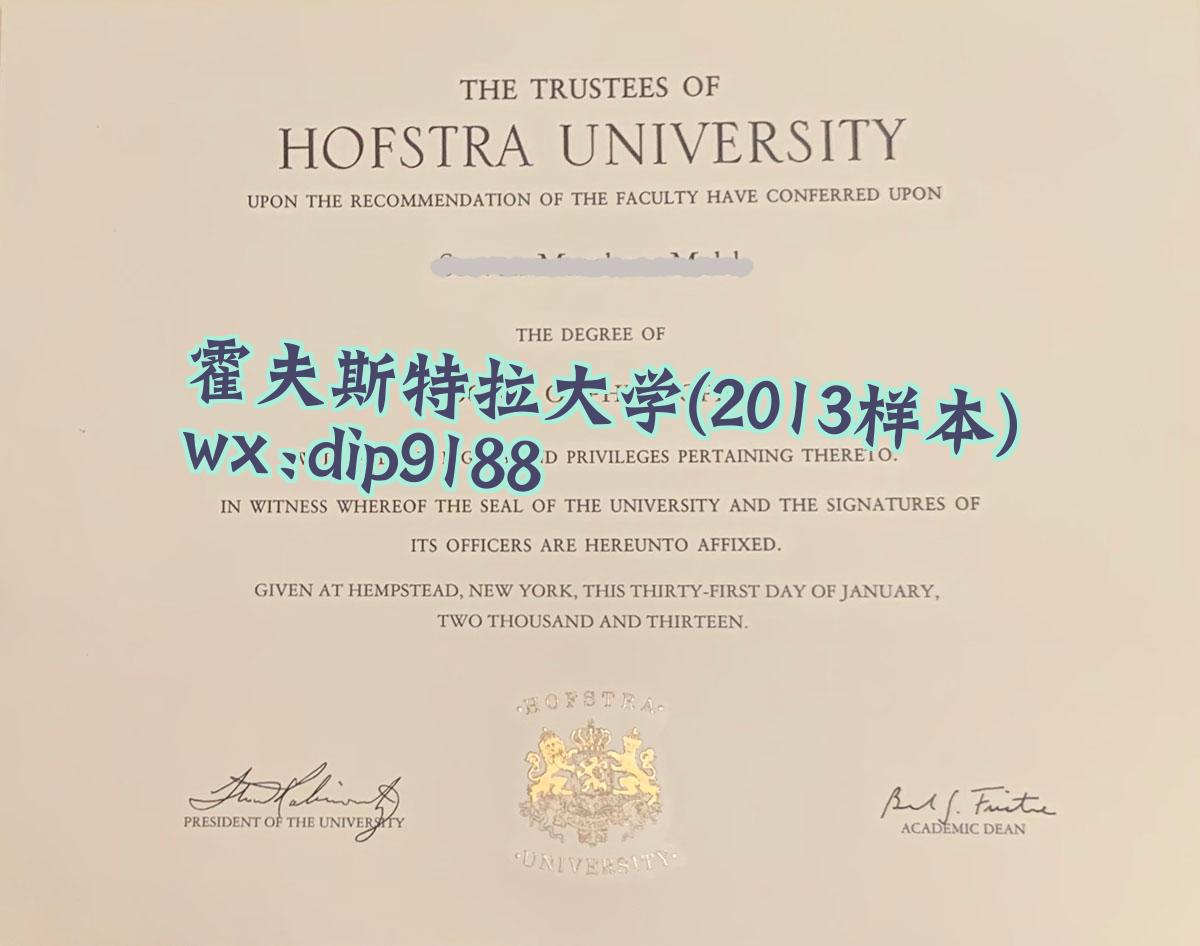 THE TRUSTEES OF
HOFSTRA UNIVERSITY
UPON THE RECOMMENDATION OF THE FACULTY HAVE CONFERRED UPON
THE DEGREE OF
霍夫斯特拉大学(2013样本)
wx:dip9188
PRIVILEGES PERTAINING THERETO.
IN WITNESS WHEREOF THE SEAL OF THE UNIVERSITY AND THE SIGNATURES OF
ITS OFFICERS ARE HEREUNTO AFFIXED.
GIVEN AT HEMPSTEAD, NEW YORK, THIS THIRTY-FIRST DAY OF JANUARY,
TWO THOUSAND AND THIRTEEN.
·HOFSTRA·
·UNIVERSITY·
PRESIDENT OF THE UNIVERSITY
ACADEMIC DEAN